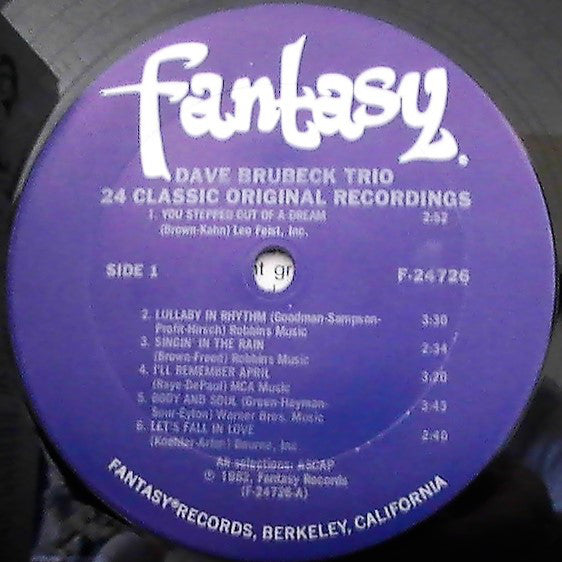 fantasy.
DAVE BRUBECK TRIO
24 CLASSIC ORIGINAL RECORDINGS
1. YOU STEPPED OUT OF A DREAM 2:52
(Brown-Kahn) Leo Feist, Inc.
nt gr
SIDE 1 F-24726
2. LULLABY IN RHYTHM (Goodman-Sampson- 3:30
Profit-Hirsch) Robbins Music
3. SINGIN' IN THE RAIN 2:34
(Brown-Freed) Robbins Music
4. I'LL REMEMBER APRIL 3:20
(Raye-DePaul) MCA Music
5. BODY AND SOUL (Green-Heyman- 3:43
Sour-Eyton) Warner Bros. Music
6. LET'S FALL IN LOVE 2:40
(Koehler-Arlen) Bourne, Inc
All selections: ASCAP
℗ 1982, Fantasy Records
(F-24726-A)
FANTASY® RECORDS, BERKELEY, CALIFORNIA